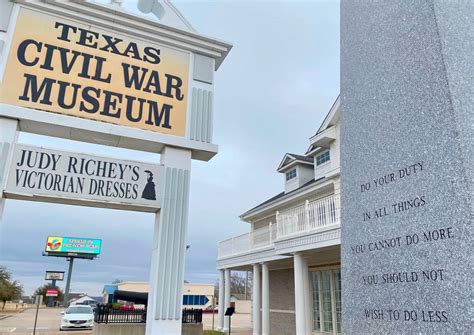 TEXAS
CIVIL WAR
MUSEUM
JUDY RICHEY'S
VICTORIAN DRESSES
DO YOUR DUTY
IN ALL THINGS
YOU CANNOT DO MORE
YOU SHOULD NOT
WISH TO DO LESS